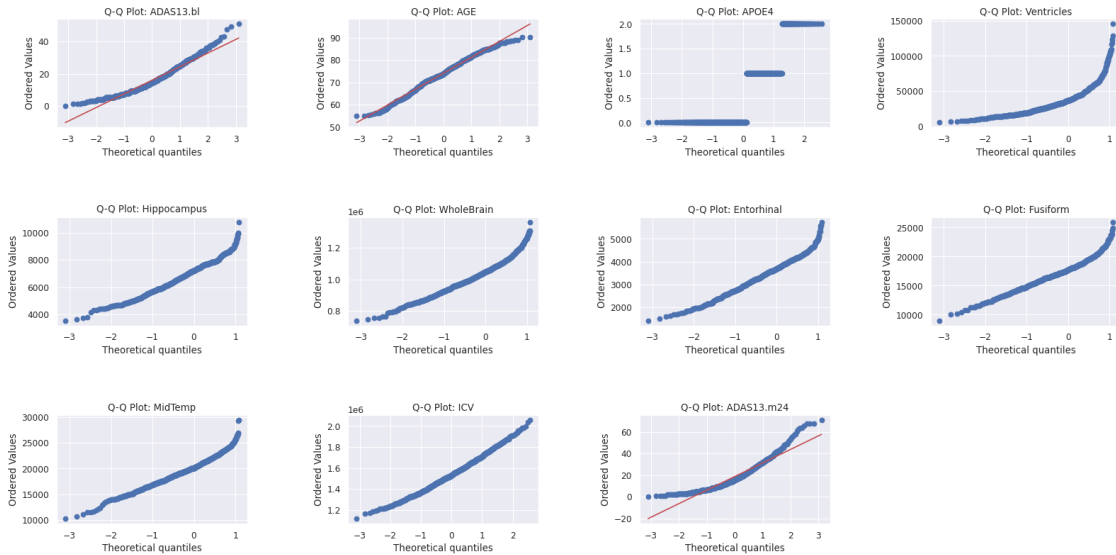 Q-Q Plot: ADAS13.bl
Q-Q Plot: AGE
Q-Q Plot: APOE4
Q-Q Plot: Ventricles
Ordered Values
40
20
0
−3 −2 −1 0 1 2 3
Theoretical quantiles
Ordered Values
90
80
70
60
50
−3 −2 −1 0 1 2 3
Theoretical quantiles
Ordered Values
2.0
1.5
1.0
0.5
0.0
−3 −2 −1 0 1 2
Theoretical quantiles
Ordered Values
150000
100000
50000
0
−3 −2 −1 0 1
Theoretical quantiles
Q-Q Plot: Hippocampus
Q-Q Plot: WholeBrain
Q-Q Plot: Entorhinal
Q-Q Plot: Fusiform
Ordered Values
10000
8000
6000
4000
−3 −2 −1 0 1
Theoretical quantiles
1e6
Ordered Values
1.2
1.0
0.8
−3 −2 −1 0 1
Theoretical quantiles
Ordered Values
5000
4000
3000
2000
−3 −2 −1 0 1
Theoretical quantiles
Ordered Values
25000
20000
15000
10000
−3 −2 −1 0 1
Theoretical quantiles
Q-Q Plot: MidTemp
Q-Q Plot: ICV
Q-Q Plot: ADAS13.m24
Ordered Values
30000
25000
20000
15000
10000
−3 −2 −1 0 1
Theoretical quantiles
1e6
Ordered Values
2.0
1.8
1.6
1.4
1.2
−3 −2 −1 0 1 2
Theoretical quantiles
Ordered Values
60
40
20
0
−20
−3 −2 −1 0 1 2 3
Theoretical quantiles